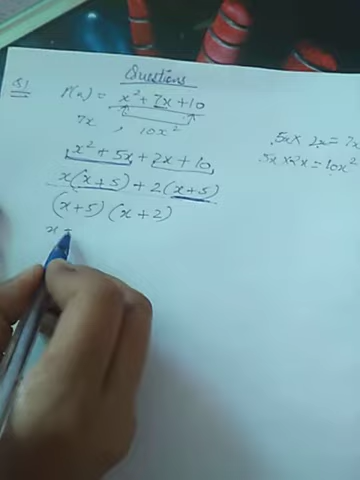 Questions
Q1 P(x) = x² + 7x + 10
7x , 10x²
.5x × 2x = 7x
.5x × 2x = 10x²
x² + 5x + 2x + 10
x(x+5) + 2(x+5)
(x+5) (x+2)
x =